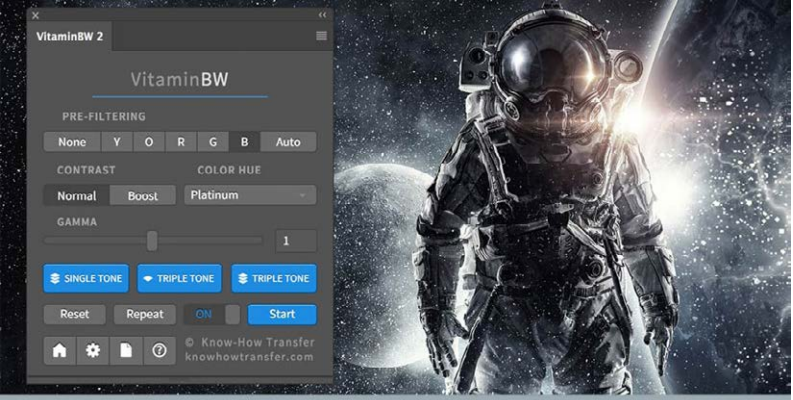 VitaminBW 2
VitaminBW
PRE-FILTERING
None Y O R G B Auto
CONTRAST COLOR HUE
Normal Boost Platinum
GAMMA
1
SINGLE TONE TRIPLE TONE TRIPLE TONE
Reset Repeat ON Start
© Know-How Transfer
knowhowtransfer.com